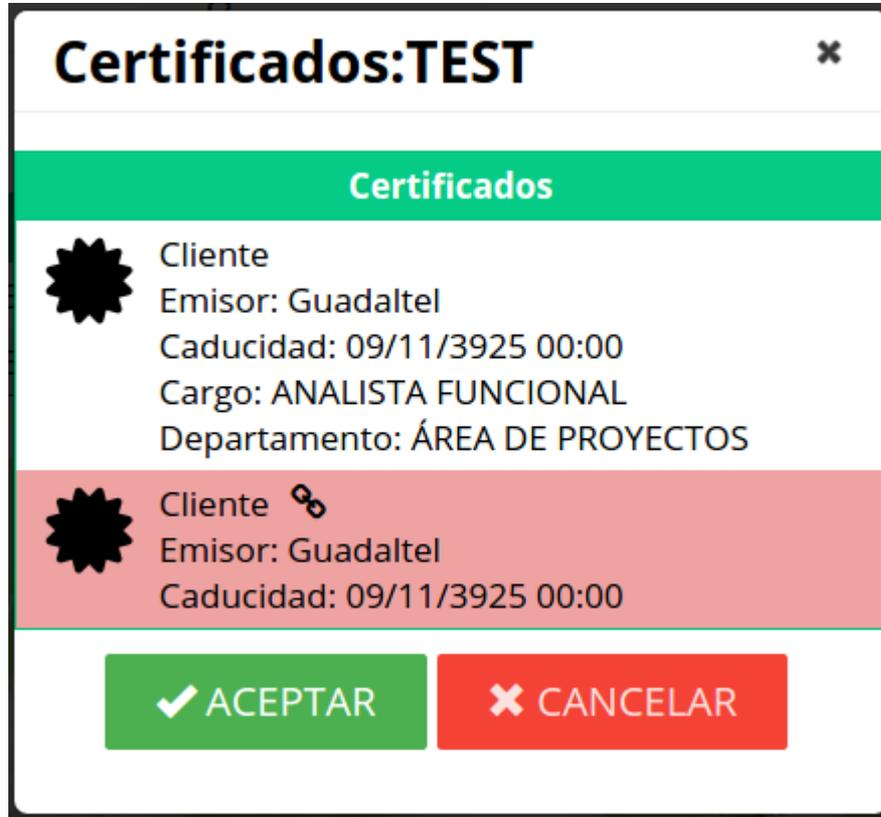 Certificados:TEST
Certificados
Cliente
Emisor: Guadaltel
Caducidad: 09/11/3925 00:00
Cargo: ANALISTA FUNCIONAL
Departamento: ÁREA DE PROYECTOS
Cliente
Emisor: Guadaltel
Caducidad: 09/11/3925 00:00
ACEPTAR
CANCELAR